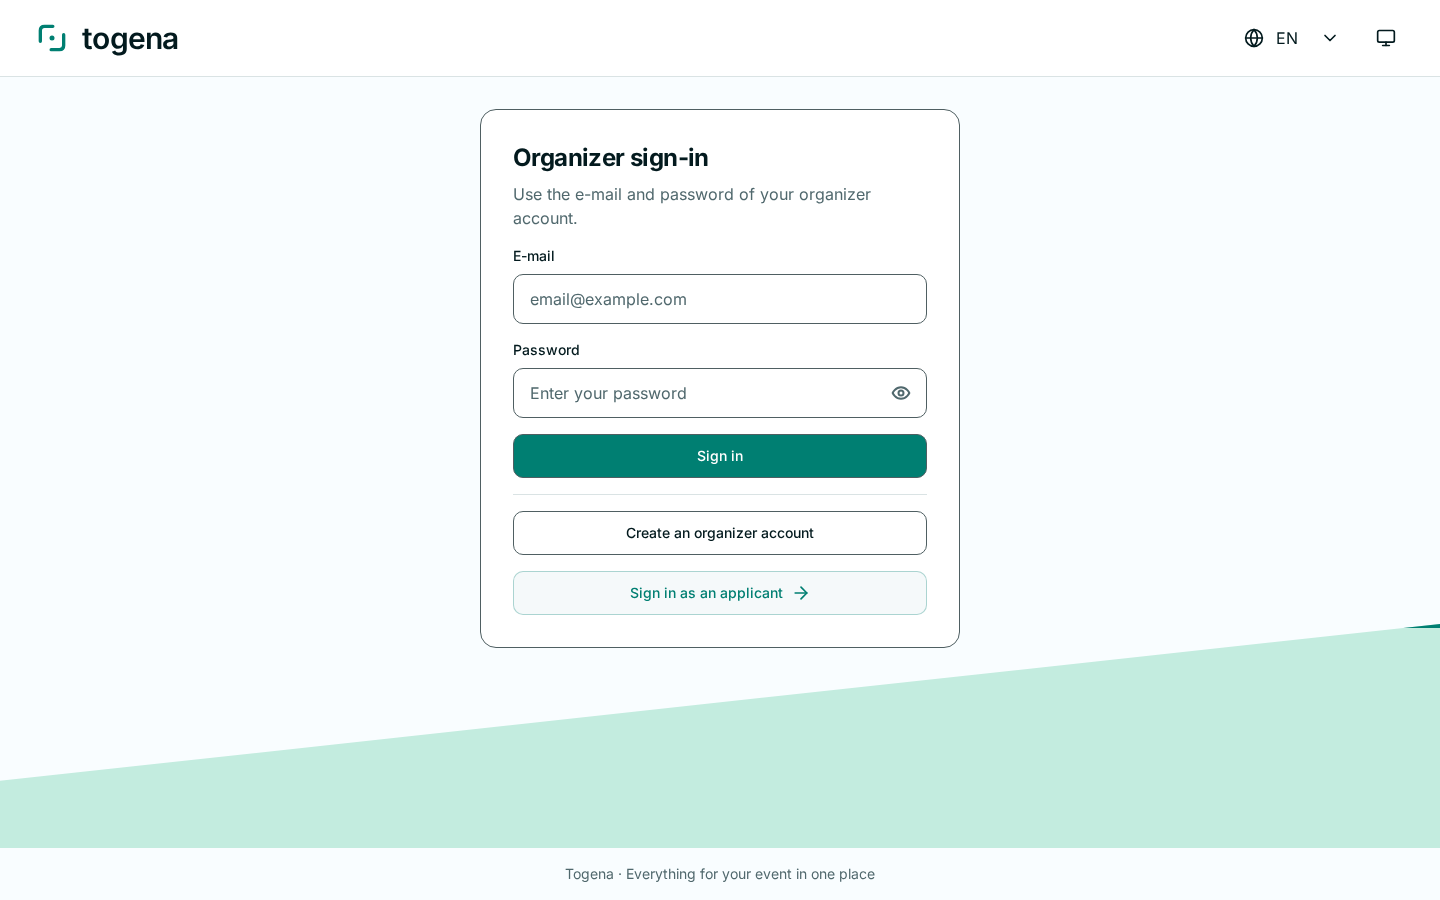 togena
EN
Organizer sign-in
Use the e-mail and password of your organizer
account.
E-mail
email@example.com
Password
Enter your password
Sign in
Create an organizer account
Sign in as an applicant
Togena · Everything for your event in one place